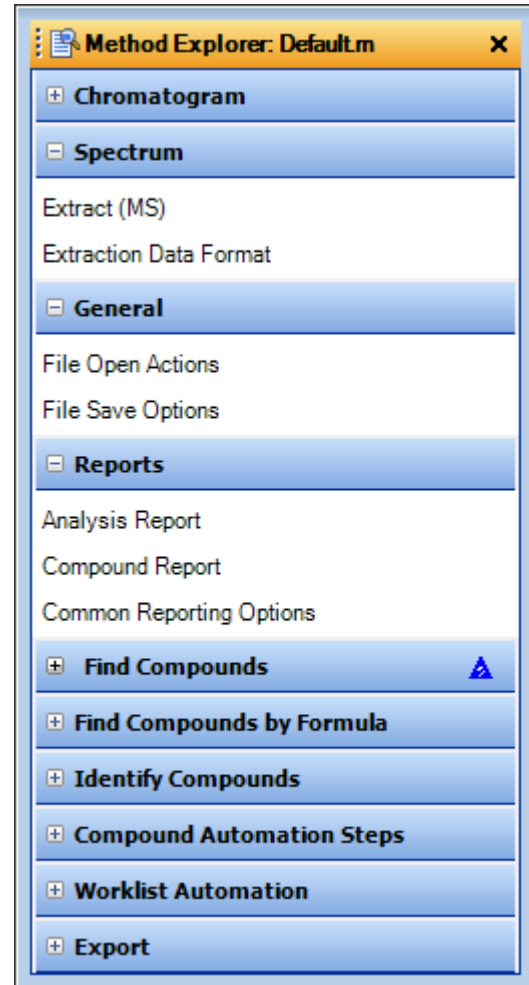 Method Explorer: Default.m
Chromatogram
Spectrum
Extract (MS)
Extraction Data Format
General
File Open Actions
File Save Options
Reports
Analysis Report
Compound Report
Common Reporting Options
Find Compounds
Find Compounds by Formula
Identify Compounds
Compound Automation Steps
Worklist Automation
Export